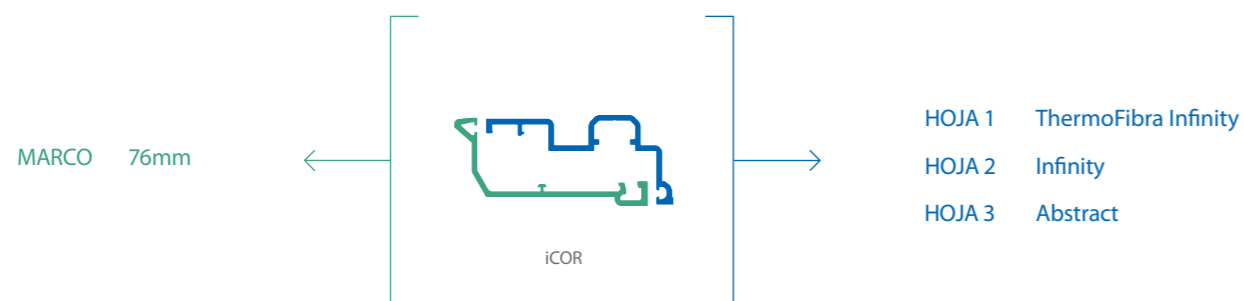 MARCO 76mm
iCOR
HOJA 1 ThermoFibra Infinity
HOJA 2 Infinity
HOJA 3 Abstract